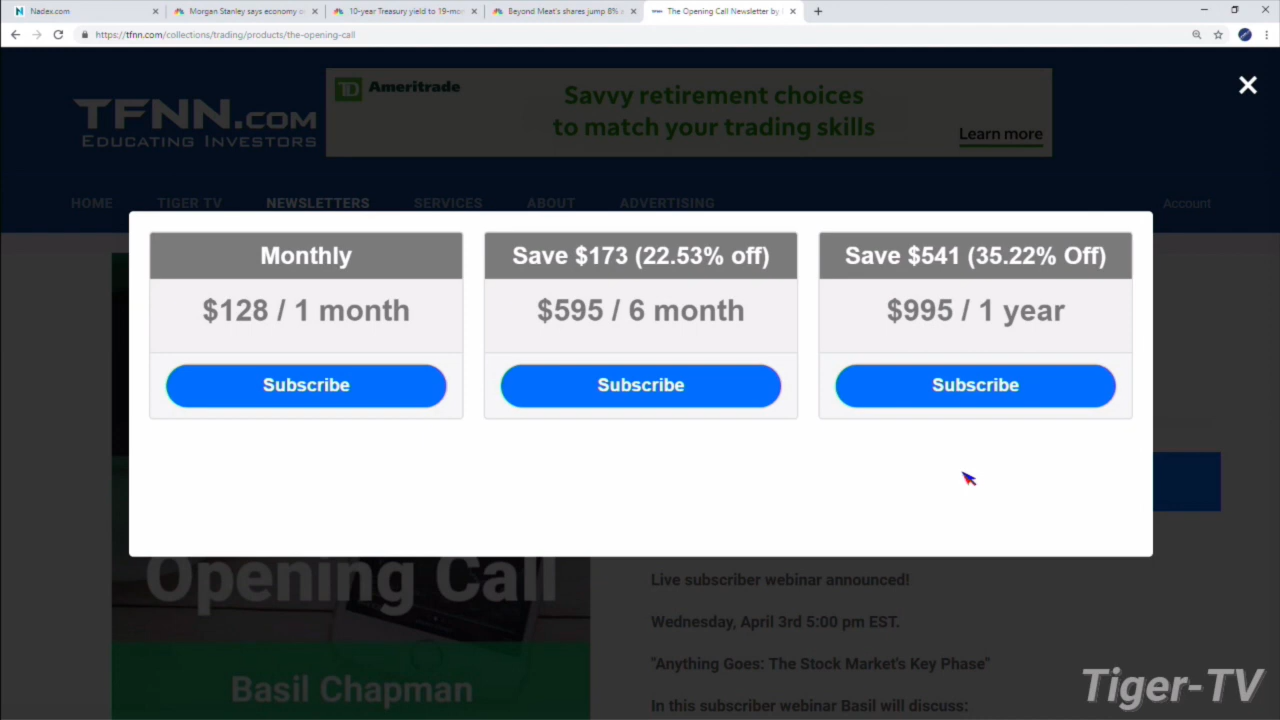 Nadex.com
Morgan Stanley says economy o
10-year Treasury yield to 19-mo
Beyond Meat's shares jump 8%
The Opening Call Newsletter by
https://tfnn.com/collections/trading/products/the-opening-call
TFNN.COM
EDUCATING INVESTORS
TD Ameritrade
Savvy retirement choices
to match your trading skills
Learn more
HOME TIGER TV NEWSLETTERS SERVICES ABOUT ADVERTISING Account
Monthly
$128 / 1 month
Subscribe
Save $173 (22.53% off)
$595 / 6 month
Subscribe
Save $541 (35.22% Off)
$995 / 1 year
Subscribe
Opening Call
Basil Chapman
Live subscriber webinar announced!
Wednesday, April 3rd 5:00 pm EST.
"Anything Goes: The Stock Market's Key Phase"
In this subscriber webinar Basil will discuss:
Tiger-TV